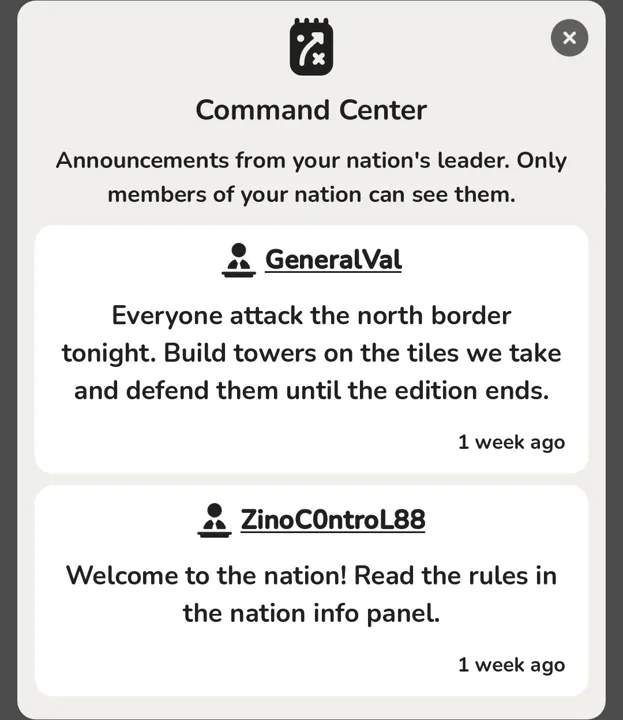 Command Center
Announcements from your nation's leader. Only
members of your nation can see them.
GeneralVal
Everyone attack the north border
tonight. Build towers on the tiles we take
and defend them until the edition ends.
1 week ago
ZinoC0ntroL88
Welcome to the nation! Read the rules in
the nation info panel.
1 week ago